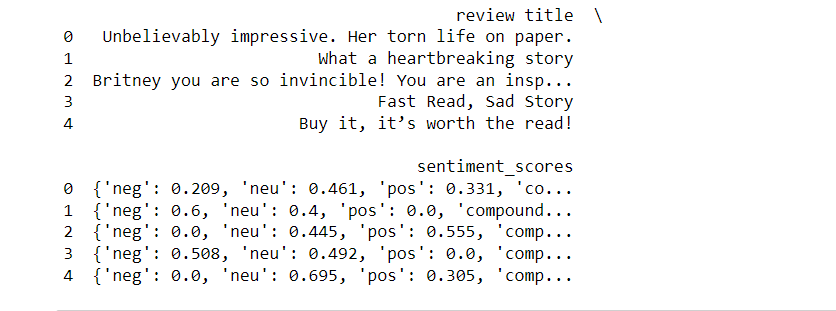 review title \
0 Unbelievably impressive. Her torn life on paper.
1 What a heartbreaking story
2 Britney you are so invincible! You are an insp...
3 Fast Read, Sad Story
4 Buy it, it’s worth the read!
sentiment_scores
0 {'neg': 0.209, 'neu': 0.461, 'pos': 0.331, 'co...
1 {'neg': 0.6, 'neu': 0.4, 'pos': 0.0, 'compound...
2 {'neg': 0.0, 'neu': 0.445, 'pos': 0.555, 'comp...
3 {'neg': 0.508, 'neu': 0.492, 'pos': 0.0, 'comp...
4 {'neg': 0.0, 'neu': 0.695, 'pos': 0.305, 'comp...